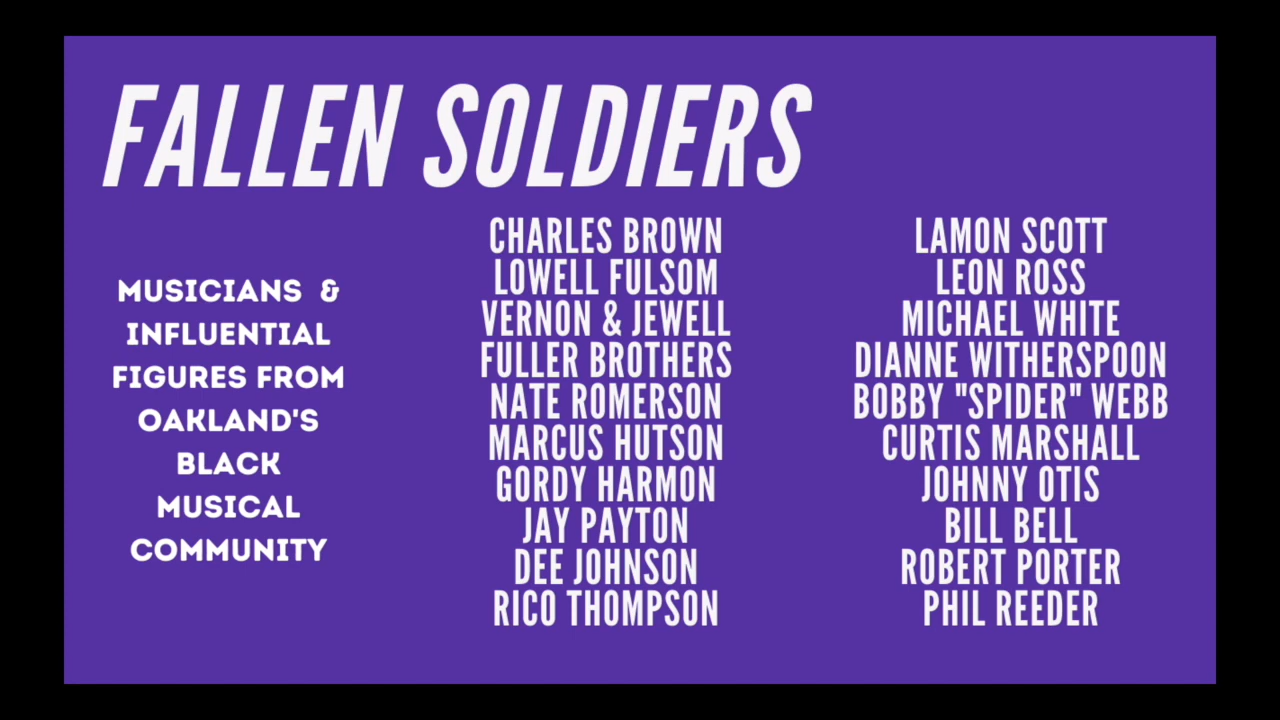 FALLEN SOLDIERS
MUSICIANS & 
INFLUENTIAL
FIGURES FROM
OAKLAND'S
BLACK
MUSICAL
COMMUNITY
CHARLES BROWN
LOWELL FULSOM
VERNON & JEWELL
FULLER BROTHERS
NATE ROMERSON
MARCUS HUTSON
GORDY HARMON
JAY PAYTON
DEE JOHNSON
RICO THOMPSON
LAMON SCOTT
LEON ROSS
MICHAEL WHITE
DIANNE WITHERSPOON
BOBBY "SPIDER" WEBB
CURTIS MARSHALL
JOHNNY OTIS
BILL BELL
ROBERT PORTER
PHIL REEDER